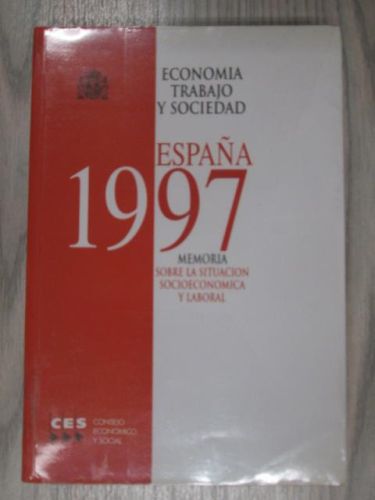 ECONOMIA
TRABAJO
Y SOCIEDAD
ESPAÑA
1997
MEMORIA
SOBRE LA SITUACION
SOCIOECONOMICA
Y LABORAL
CES
CONSEJO
ECONOMICO
Y SOCIAL